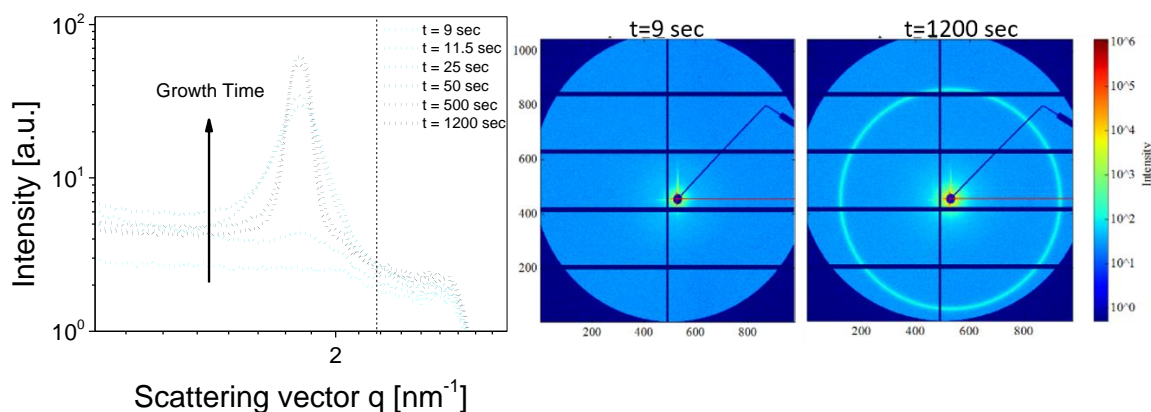 10²
t = 9 sec
t = 11.5 sec
t = 25 sec
t = 50 sec
t = 500 sec
t = 1200 sec
Growth Time
Intensity [a.u.]
10¹
10⁰
2
Scattering vector q [nm⁻¹]
t=9 sec
1000
800
600
400
200
200
400
600
800
t=1200 sec
200
400
600
800
10^6
10^5
10^4
10^3
10^2
10^1
10^0
Intensity